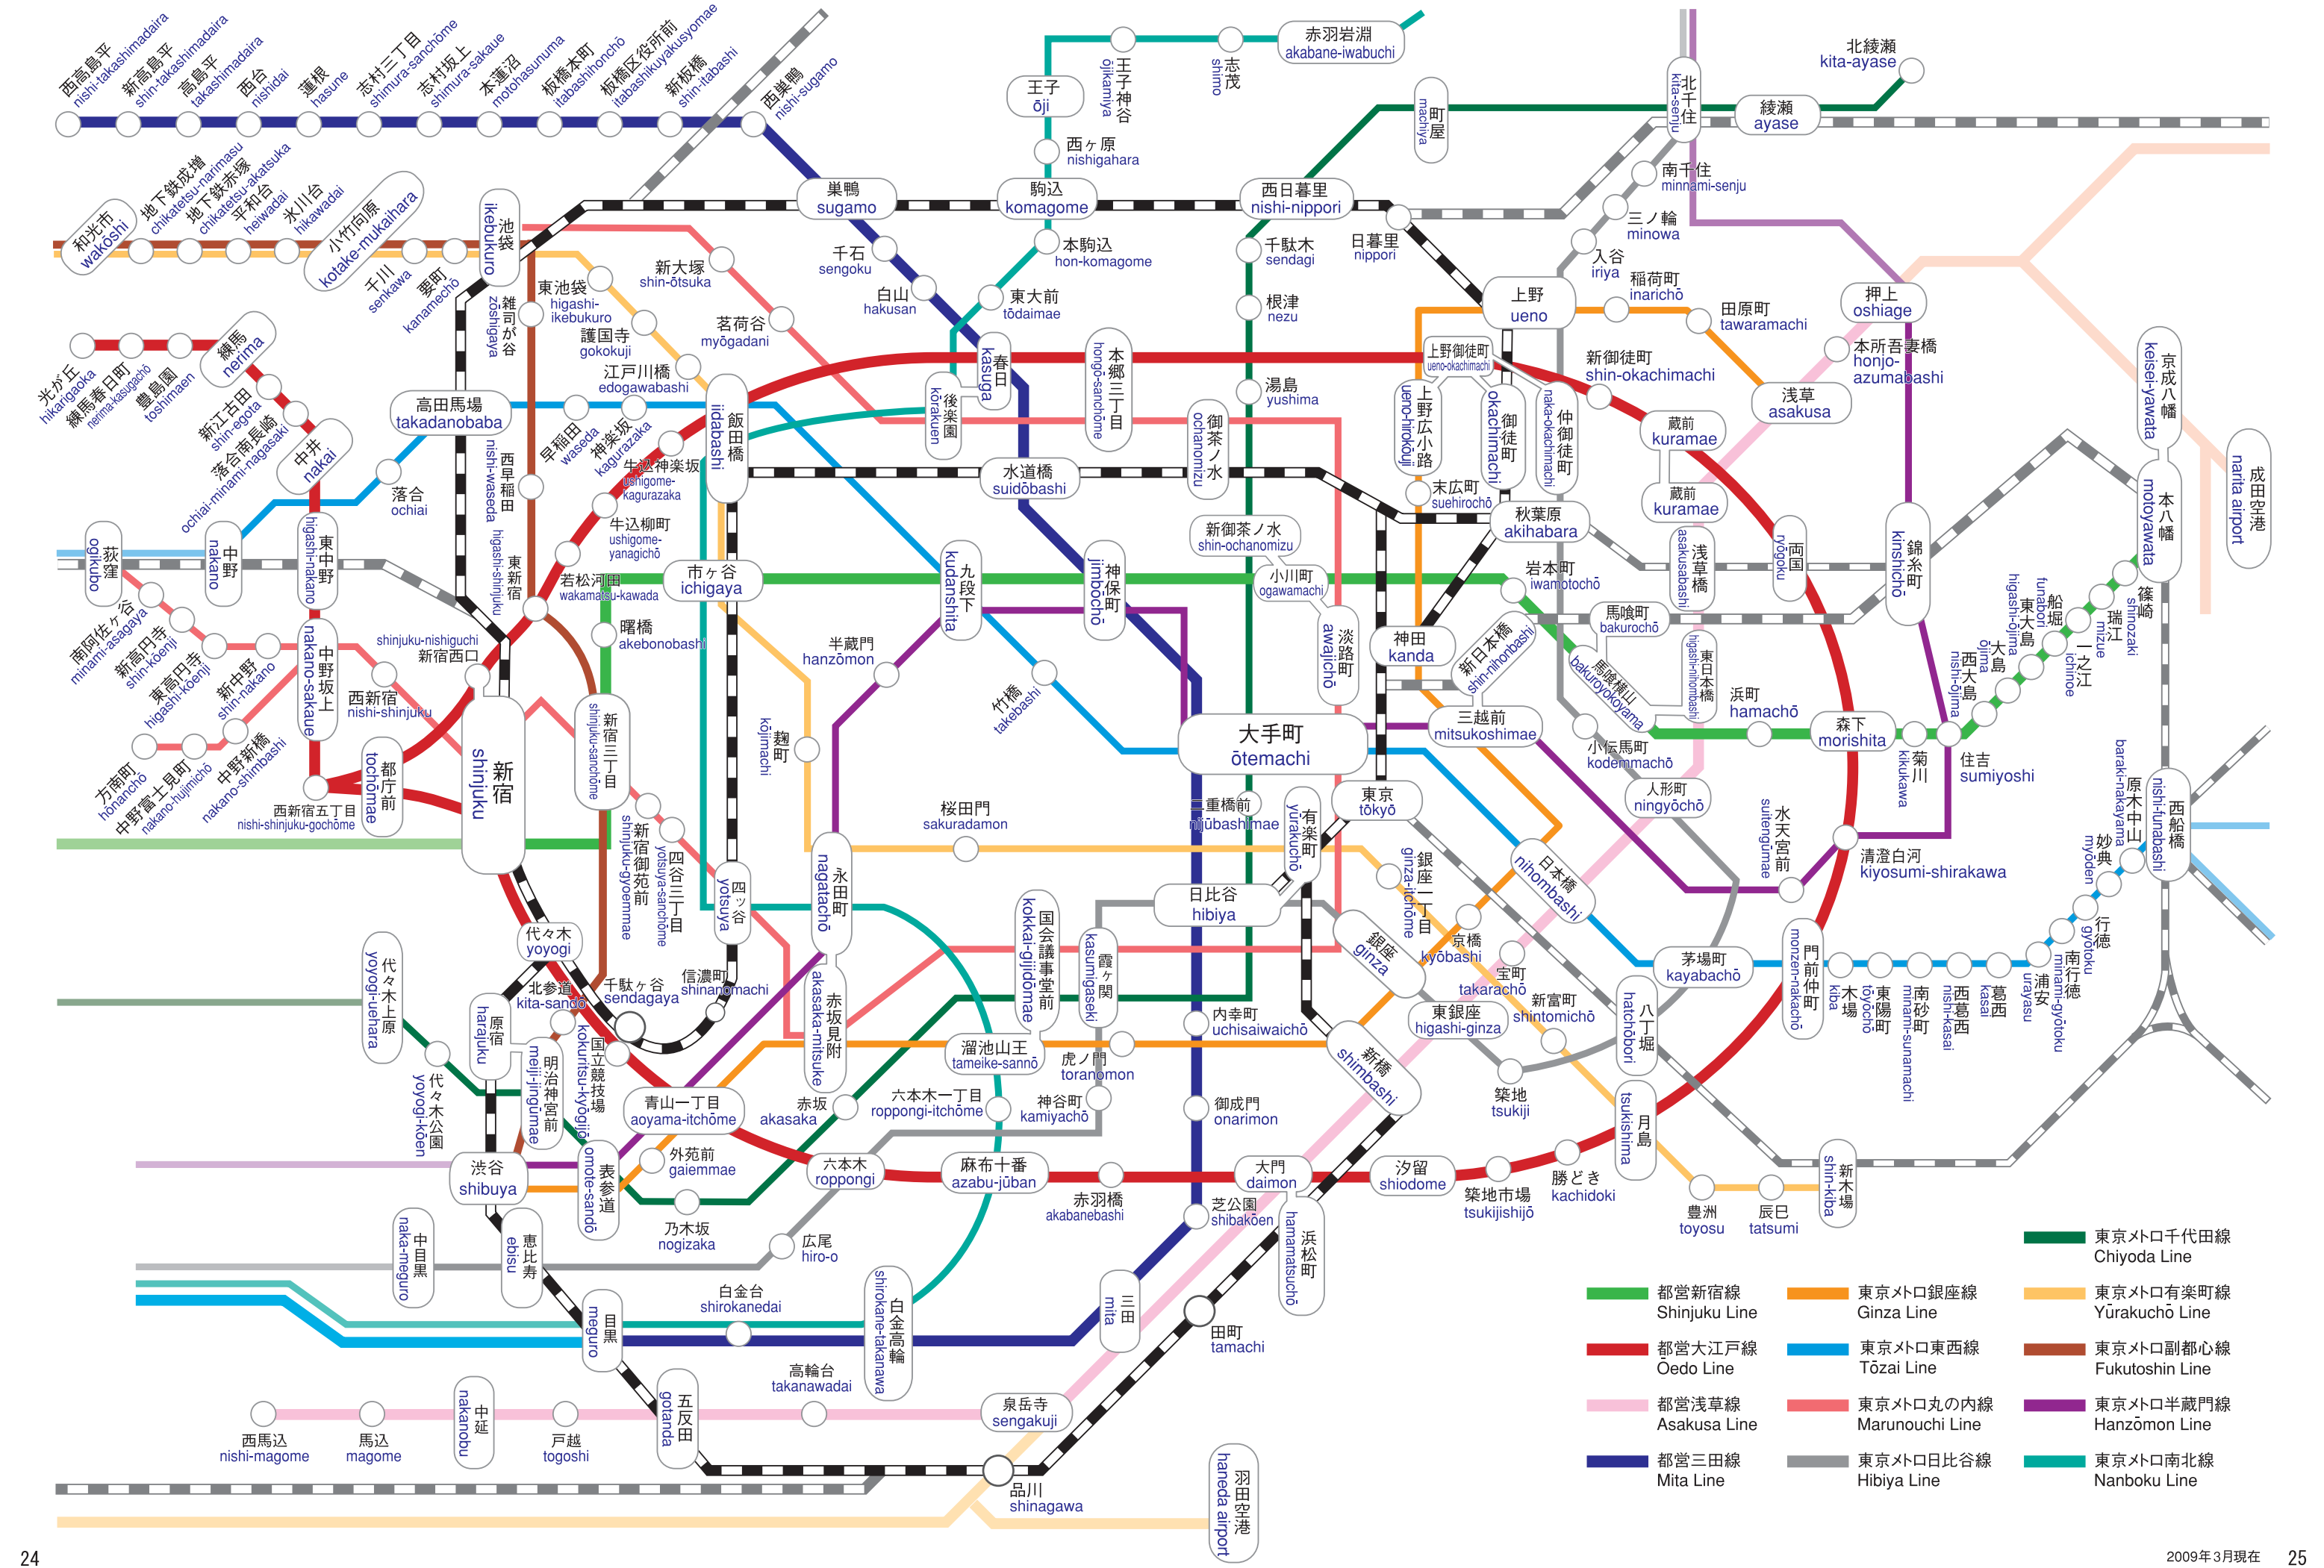 西高島平
nishi-takashimadaira
新高島平
shin-takashimadaira
高島平
takashimadaira
西台
nishidai
蓮根
hasune
志村三丁目
shimura-sanchōme
志村坂上
shimura-sakaue
本蓮沼
motohasunuma
板橋本町
itabashihonchō
板橋区役所前
itabashikuyakusyomae
新板橋
shin-itabashi
西巣鴨
nishi-sugamo
王子
ōji
王子神谷
ōjikamiya
志茂
shimo
赤羽岩淵
akabane-iwabuchi
町屋
machiya
北千住
kita-senju
綾瀬
ayase
北綾瀬
kita-ayase
西ヶ原
nishigahara
南千住
minnami-senju
和光市
wakōshi
地下鉄成増
chikatetsu-narimasu
地下鉄赤塚
chikatetsu-akatsuka
平和台
heiwadai
氷川台
hikawadai
小竹向原
kotake-mukaihara
千川
senkawa
要町
kanamechō
池袋
ikebukuro
巣鴨
sugamo
駒込
komagome
西日暮里
nishi-nippori
日暮里
nippori
三ノ輪
minowa
入谷
iriya
新大塚
shin-ōtsuka
千石
sengoku
本駒込
hon-komagome
千駄木
sendagi
稲荷町
inarichō
田原町
tawaramachi
押上
oshiage
雑司が谷
zōshigaya
東池袋
higashi-
ikebukuro
護国寺
gokokuji
江戸川橋
edogawabashi
茗荷谷
myōgadani
白山
hakusan
東大前
tōdaimae
根津
nezu
上野
ueno
光が丘
hikarigaoka
練馬春日町
nerima-kasugachō
豊島園
toshimaen
練馬
nerima
新江古田
shin-egota
落合南長崎
ochiai-minami-nagasaki
中井
nakai
高田馬場
takadanobaba
西早稲田
nishi-waseda
早稲田
waseda
神楽坂
kagurazaka
飯田橋
iidabashi
春日
kasuga
後楽園
kōrakuen
本郷三丁目
hongō-sanchōme
湯島
yushima
御茶ノ水
ochanomizu
上野御徒町
ueno-okachimachi
上野広小路
ueno-hirokōuji
御徒町
okachimachi
仲御徒町
naka-okachimachi
新御徒町
shin-okachimachi
本所吾妻橋
honjo-
azumabashi
浅草
asakusa
蔵前
kuramae
蔵前
kuramae
京成八幡
keisei-yawata
本八幡
motoyawata
成田空港
narita airport
落合
ochiai
牛込神楽坂
ushigome-
kagurazaka
牛込柳町
ushigome-
yanagichō
水道橋
suidōbashi
末広町
suehirochō
新御茶ノ水
shin-ochanomizu
秋葉原
akihabara
浅草橋
asakusabashi
両国
ryōgoku
錦糸町
kinshichō
荻窪
ogikubo
中野
nakano
東中野
higashi-nakano
東新宿
higashi-shinjuku
若松河田
wakamatsu-kawada
市ヶ谷
ichigaya
九段下
kudanshita
神保町
jimbōchō
小川町
ogawamachi
岩本町
iwamotochō
馬喰町
bakurochō
篠崎
shinozaki
瑞江
mizue
一之江
ichinoe
船堀
funabori
東大島
higashi-ōjima
大島
ōjima
西大島
nishi-ōjima
南阿佐ヶ谷
minami-asagaya
新高円寺
shin-kōenji
東高円寺
higashi-kōenji
新中野
shin-nakano
中野坂上
nakano-sakaue
shinjuku-nishiguchi
新宿西口
曙橋
akebonobashi
半蔵門
hanzōmon
淡路町
awajichō
神田
kanda
新日本橋
shin-nihonbashi
馬喰横山
bakuroyokoyama
東日本橋
higashi-nihombashi
浜町
hamachō
森下
morishita
菊川
kikukawa
住吉
sumiyoshi
方南町
hōnanchō
中野富士見町
nakano-hujimichō
中野新橋
nakano-shimbashi
西新宿
nishi-shinjuku
西新宿五丁目
nishi-shinjuku-gochōme
都庁前
tochōmae
新宿
shinjuku
新宿三丁目
shinjuku-sanchōme
麹町
kōjimachi
竹橋
takebashi
大手町
ōtemachi
三越前
mitsukoshimae
小伝馬町
kodemmachō
人形町
ningyōchō
水天宮前
suitengūmae
清澄白河
kiyosumi-shirakawa
原木中山
baraki-nakayama
妙典
myōden
西船橋
nishi-funabashi
新宿御苑前
shinjuku-gyoemmae
四谷三丁目
yotsuya-sanchōme
四ッ谷
yotsuya
永田町
nagatachō
桜田門
sakuradamon
二重橋前
nijūbashimae
有楽町
yūrakuchō
東京
tōkyō
銀座一丁目
ginza-itchōme
日本橋
nihombashi
京橋
kyōbashi
宝町
takarachō
茅場町
kayabachō
門前仲町
monzen-nakachō
木場
kiba
東陽町
tōyōchō
南砂町
minami-sunamachi
西葛西
nishi-kasai
葛西
kasai
浦安
urayasu
南行徳
minami-gyōtoku
行徳
gyōtoku
代々木
yoyogi
代々木上原
yoyogi-uehara
代々木公園
yoyogi-kōen
原宿
harajuku
北参道
kita-sandō
千駄ヶ谷
sendagaya
信濃町
shinanomachi
国立競技場
kokuritsu-kyōgijō
明治神宮前
meiji-jingūmae
赤坂見附
akasaka-mitsuke
国会議事堂前
kokkai-gijidōmae
霞ヶ関
kasumigaseki
日比谷
hibiya
内幸町
uchisaiwaichō
銀座
ginza
東銀座
higashi-ginza
新富町
shintomichō
八丁堀
hatchōbori
溜池山王
tameike-sannō
虎ノ門
toranomon
新橋
shimbashi
築地
tsukiji
月島
tsukishima
青山一丁目
aoyama-itchōme
赤坂
akasaka
六本木一丁目
roppongi-itchōme
神谷町
kamiyachō
御成門
onarimon
渋谷
shibuya
表参道
omote-sandō
外苑前
gaiemmae
乃木坂
nogizaka
六本木
roppongi
麻布十番
azabu-jūban
赤羽橋
akabanebashi
大門
daimon
汐留
shiodome
築地市場
tsukijishijō
勝どき
kachidoki
豊洲
toyosu
辰巳
tatsumi
新木場
shin-kiba
中目黒
naka-meguro
恵比寿
ebisu
広尾
hiro-o
芝公園
shibakōen
浜松町
hamamatsuchō
目黒
meguro
白金台
shirokanedai
白金高輪
shirokane-takanawa
三田
mita
田町
tamachi
西馬込
nishi-magome
馬込
magome
中延
nakanobu
戸越
togoshi
五反田
gotanda
高輪台
takanawadai
泉岳寺
sengakuji
品川
shinagawa
羽田空港
haneda airport
東京メトロ千代田線
Chiyoda Line
都営新宿線
Shinjuku Line
東京メトロ銀座線
Ginza Line
東京メトロ有楽町線
Yūrakuchō Line
都営大江戸線
Ōedo Line
東京メトロ東西線
Tōzai Line
東京メトロ副都心線
Fukutoshin Line
都営浅草線
Asakusa Line
東京メトロ丸の内線
Marunouchi Line
東京メトロ半蔵門線
Hanzōmon Line
都営三田線
Mita Line
東京メトロ日比谷線
Hibiya Line
東京メトロ南北線
Nanboku Line
24
2009年3月現在
25